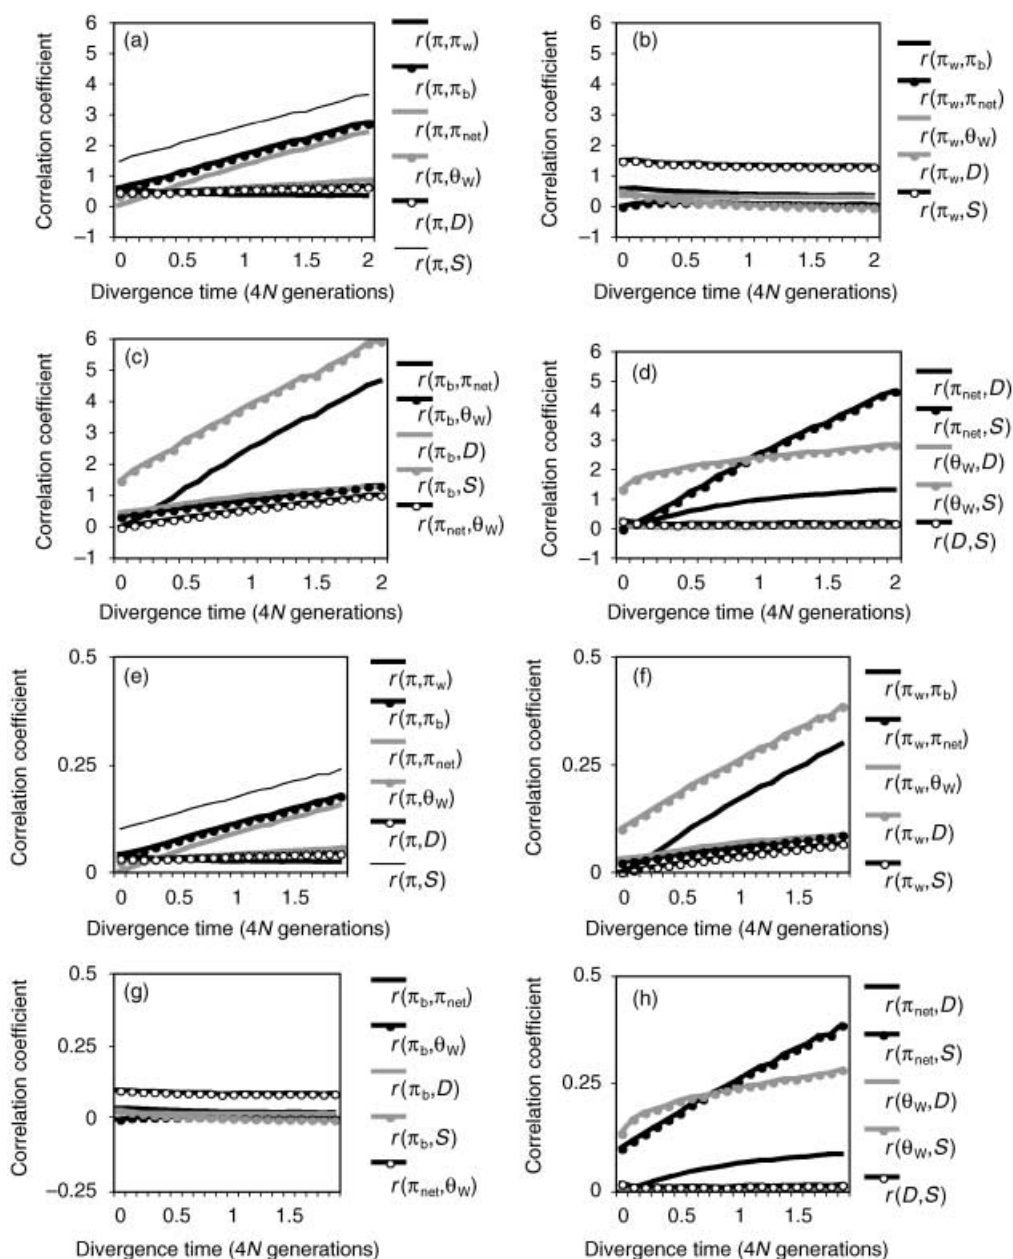 (a)
Correlation coefficient
6
5
4
3
2
1
0
−1
0 0.5 1 1.5 2
Divergence time (4N generations)
r(π,πw)
r(π,πb)
r(π,πnet)
r(π,θW)
r(π,D)
r(π,S)
(b)
Correlation coefficient
6
5
4
3
2
1
0
−1
0 0.5 1 1.5 2
Divergence time (4N generations)
r(πw,πb)
r(πw,πnet)
r(πw,θW)
r(πw,D)
r(πw,S)
(c)
Correlation coefficient
6
5
4
3
2
1
0
−1
0 0.5 1 1.5 2
Divergence time (4N generations)
r(πb,πnet)
r(πb,θW)
r(πb,D)
r(πb,S)
r(πnet,θW)
(d)
Correlation coefficient
6
5
4
3
2
1
0
−1
0 0.5 1 1.5 2
Divergence time (4N generations)
r(πnet,D)
r(πnet,S)
r(θW,D)
r(θW,S)
r(D,S)
(e)
Correlation coefficient
0.5
0.25
0
0 0.5 1 1.5
Divergence time (4N generations)
r(π,πw)
r(π,πb)
r(π,πnet)
r(π,θW)
r(π,D)
r(π,S)
(f)
Correlation coefficient
0.5
0.25
0
0 0.5 1 1.5
Divergence time (4N generations)
r(πw,πb)
r(πw,πnet)
r(πw,θW)
r(πw,D)
r(πw,S)
(g)
Correlation coefficient
0.5
0.25
0
−0.25
0 0.5 1 1.5
Divergence time (4N generations)
r(πb,πnet)
r(πb,θW)
r(πb,D)
r(πb,S)
r(πnet,θW)
(h)
Correlation coefficient
0.5
0.25
0
0 0.5 1 1.5
Divergence time (4N generations)
r(πnet,D)
r(πnet,S)
r(θW,D)
r(θW,S)
r(D,S)